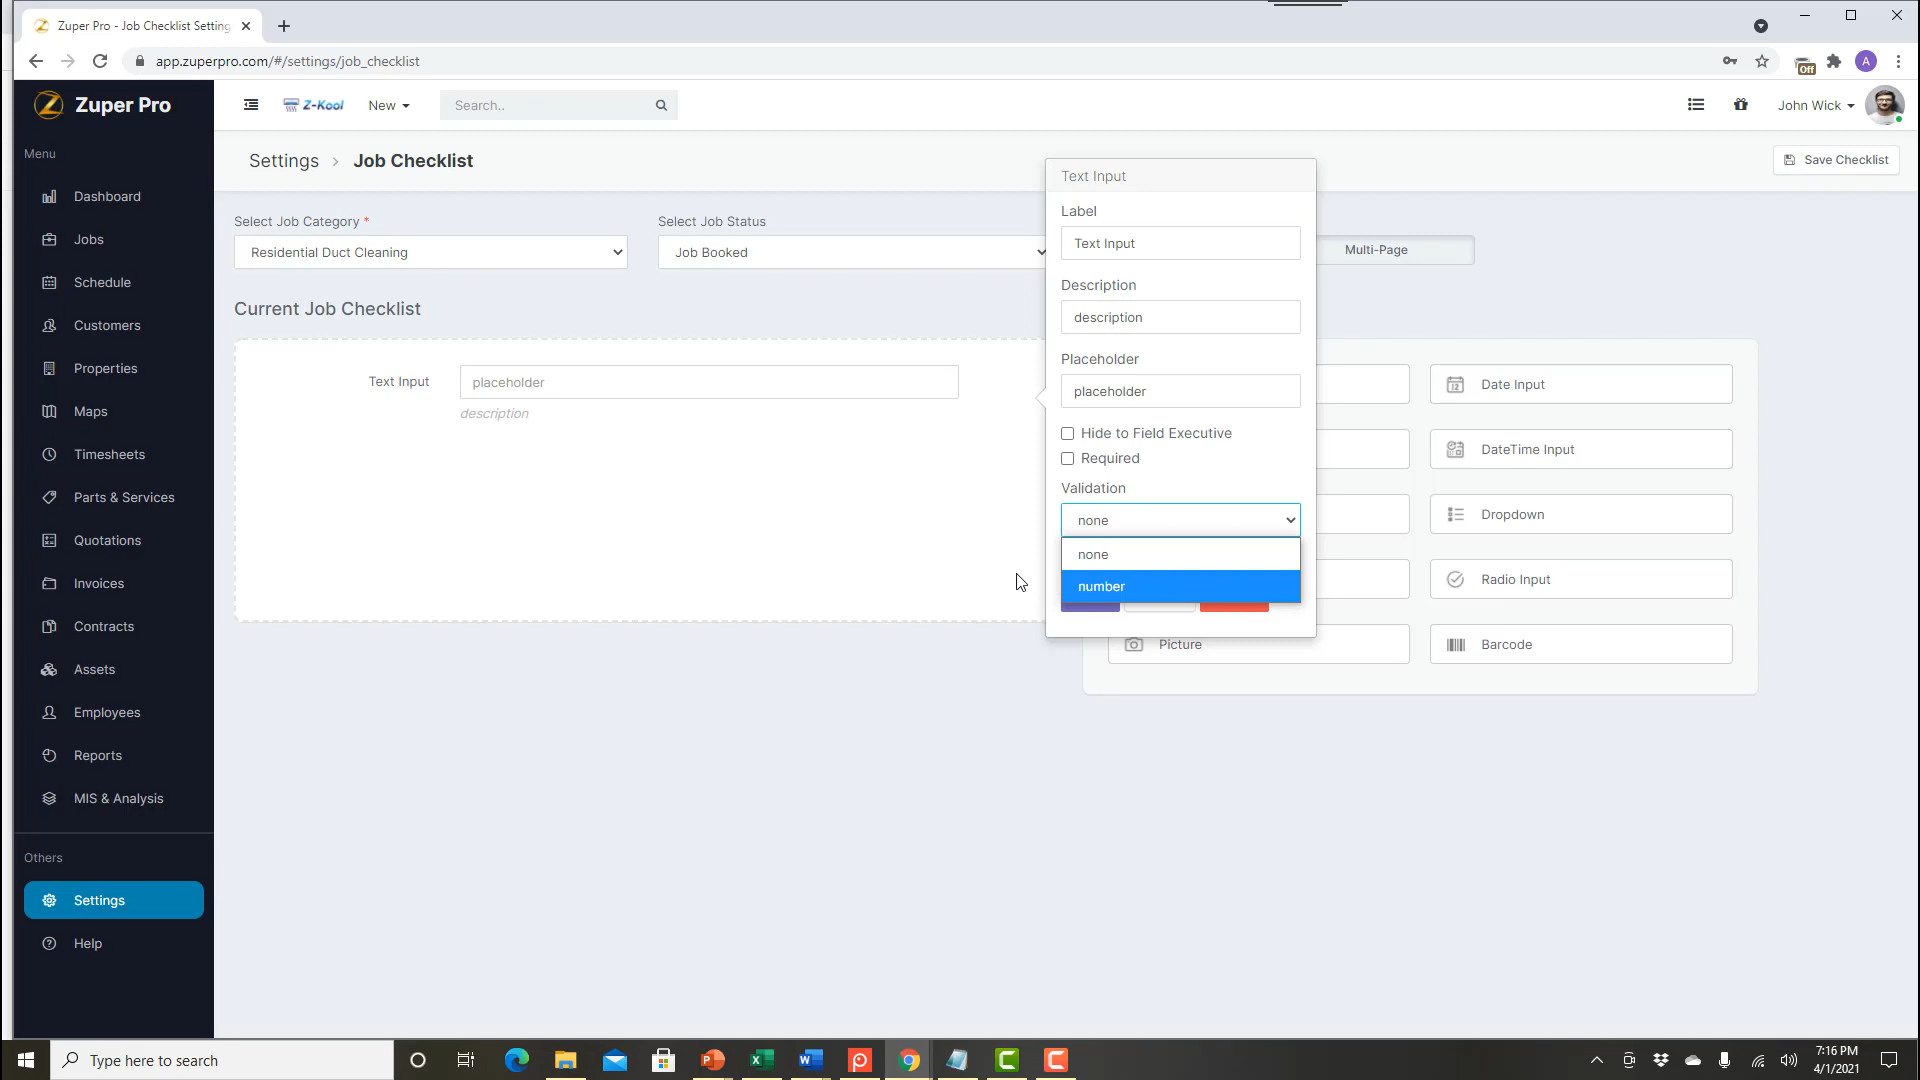 Zuper Pro - Job Checklist Setting
app.zuperpro.com/#/settings/job_checklist
Off
A
Zuper Pro
Z-Kool
New
Search..
John Wick
Menu
Dashboard
Jobs
Schedule
Customers
Properties
Maps
Timesheets
Parts & Services
Quotations
Invoices
Contracts
Assets
Employees
Reports
MIS & Analysis
Others
Settings
Help
Settings > Job Checklist
Save Checklist
Select Job Category *
Residential Duct Cleaning
Select Job Status
Job Booked
Multi-Page
Current Job Checklist
Text Input
placeholder
description
Text Input
Label
Text Input
Description
description
Placeholder
placeholder
Hide to Field Executive
Required
Validation
none
none
number
Date Input
DateTime Input
Dropdown
Radio Input
Picture
Barcode
Type here to search
7:16 PM
4/1/2021